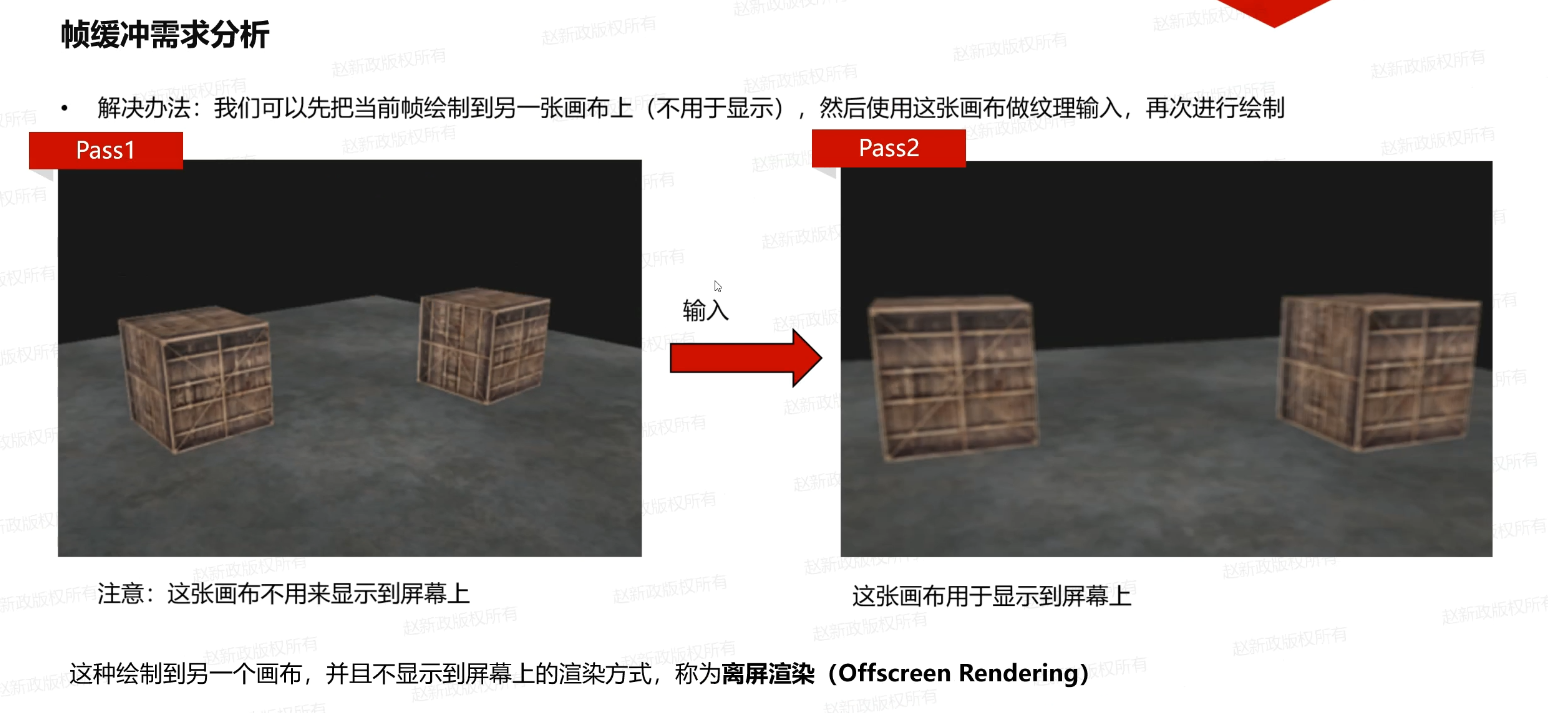 帧缓冲需求分析
• 解决办法：我们可以先把当前帧绘制到另一张画布上（不用于显示），然后使用这张画布做纹理输入，再次进行绘制
Pass1
Pass2
输入
注意：这张画布不用来显示到屏幕上
这张画布用于显示到屏幕上
这种绘制到另一个画布，并且不显示到屏幕上的渲染方式，称为离屏渲染（Offscreen Rendering）
赵新政版权所有